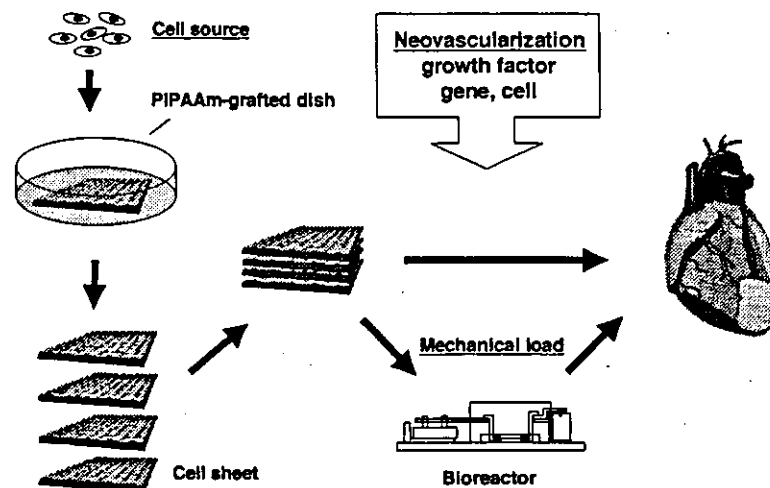 Cell source
Neovascularization
growth factor
gene, cell
PIPAAm-grafted dish
Mechanical load
Cell sheet
Bioreactor